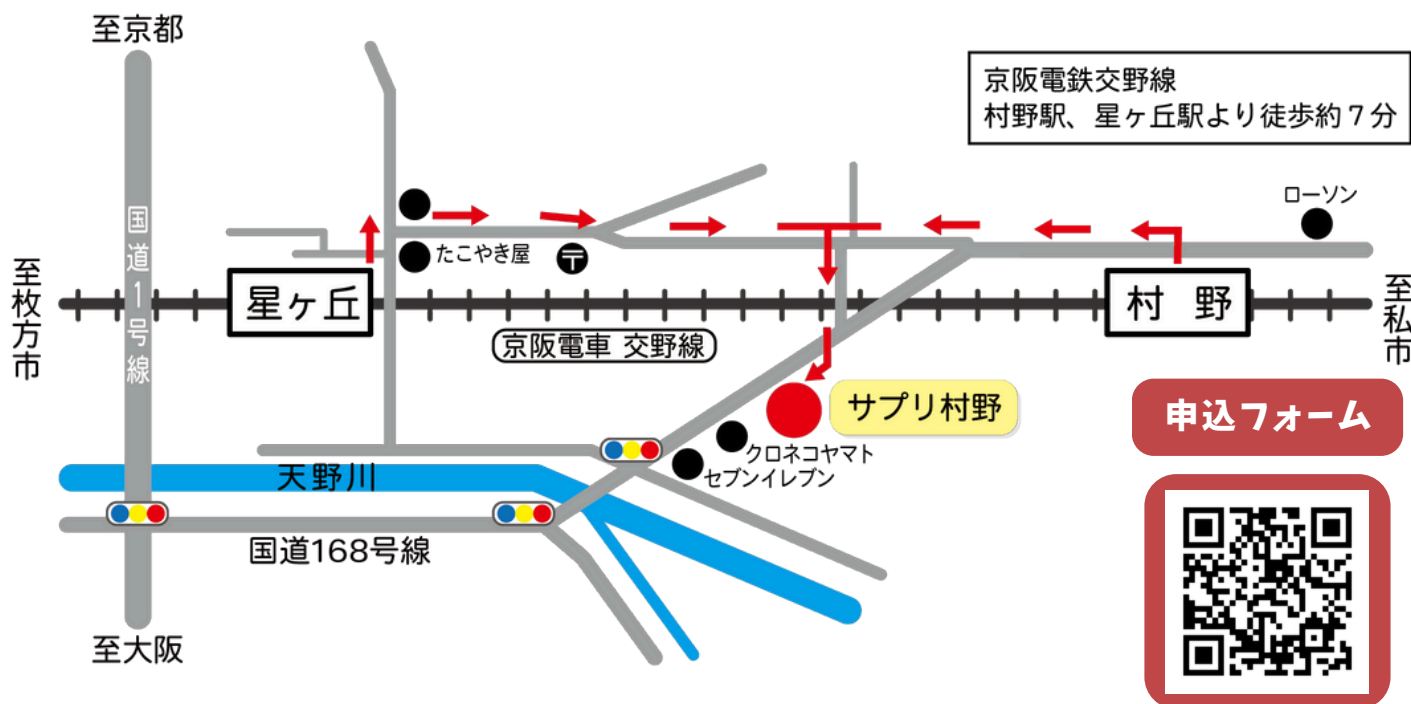 至京都
京阪電鉄交野線
村野駅、星ヶ丘駅より徒歩約7分
ローソン
国道1号線
たこやき屋
〒
至枚方市
星ヶ丘
村野
至私市
京阪電車 交野線
サプリ村野
申込フォーム
クロネコヤマト
セブンイレブン
天野川
国道168号線
至大阪